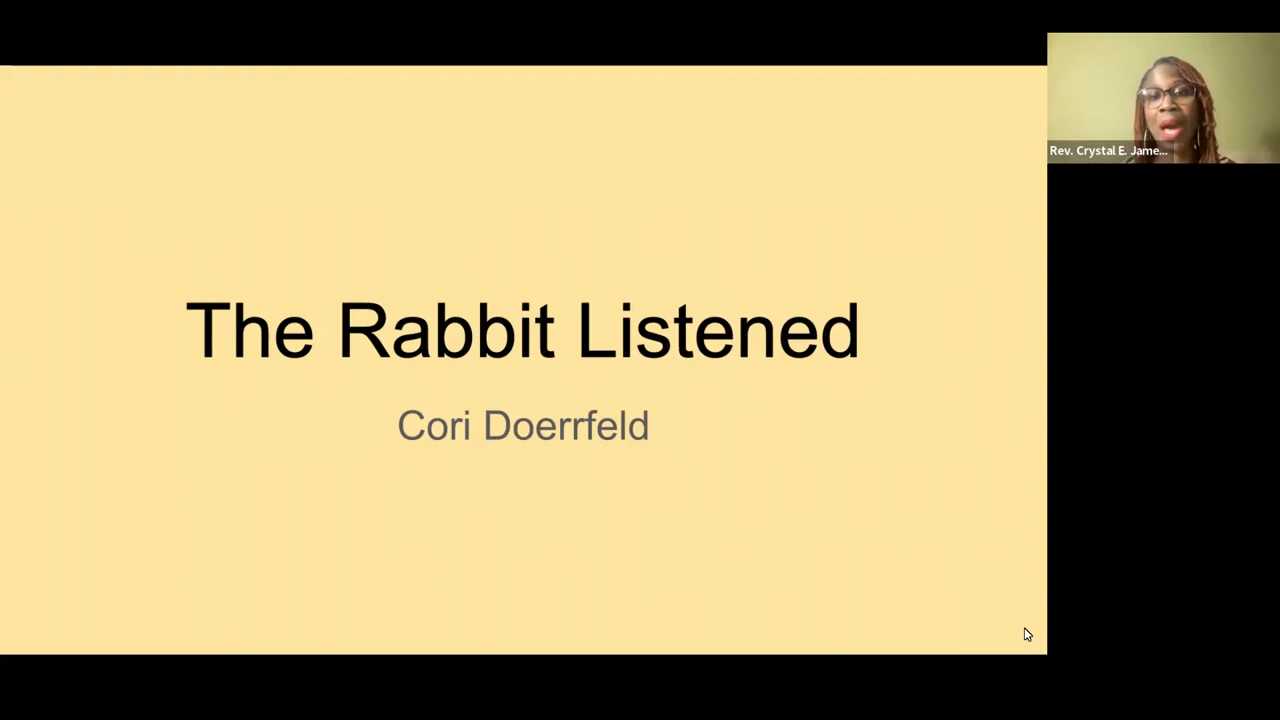 The Rabbit Listened
Cori Doerrfeld
Rev. Crystal E. Jame...